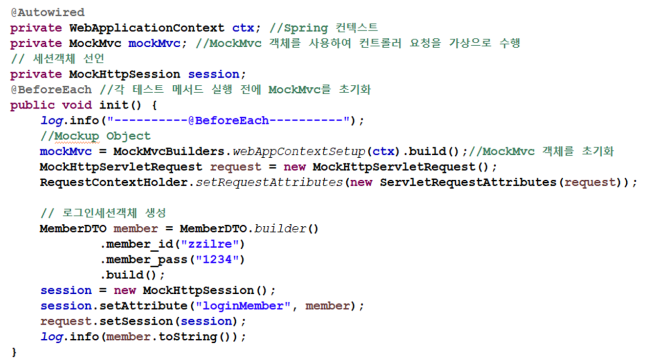 @Autowired
private WebApplicationContext ctx; //Spring 컨텍스트
private MockMvc mockMvc; //MockMvc 객체를 사용하여 컨트롤러 요청을 가상으로 수행
// 세션객체 선언
private MockHttpSession session;
@BeforeEach //각 테스트 메서드 실행 전에 MockMvc를 초기화
public void init() {
    log.info("----------@BeforeEach----------");
    //Mockup Object
    mockMvc = MockMvcBuilders.webAppContextSetup(ctx).build();//MockMvc 객체를 초기화
    MockHttpServletRequest request = new MockHttpServletRequest();
    RequestContextHolder.setRequestAttributes(new ServletRequestAttributes(request));

    // 로그인세션객체 생성
    MemberDTO member = MemberDTO.builder()
            .member_id("zzilre")
            .member_pass("1234")
            .build();
    session = new MockHttpSession();
    session.setAttribute("loginMember", member);
    request.setSession(session);
    log.info(member.toString());
}